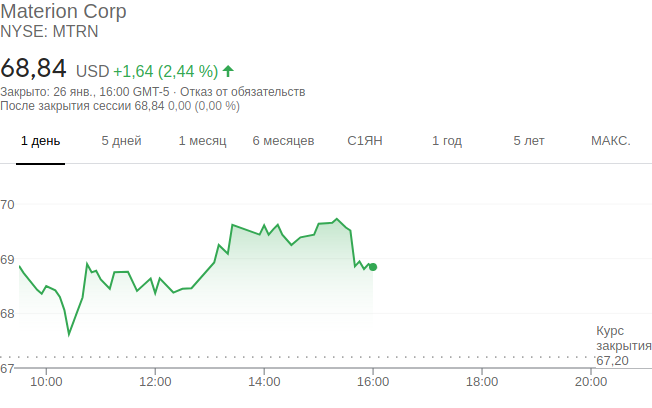 Materion Corp
NYSE: MTRN
68,84 USD +1,64 (2,44 %)
Закрыто: 26 янв., 16:00 GMT-5 · Отказ от обязательств
После закрытия сессии 68,84 0,00 (0,00 %)
1 день 5 дней 1 месяц 6 месяцев С1ЯН 1 год 5 лет МАКС.
70
69
68
Курс
закрытия
67,20
67
10:00 12:00 14:00 16:00 18:00 20:00